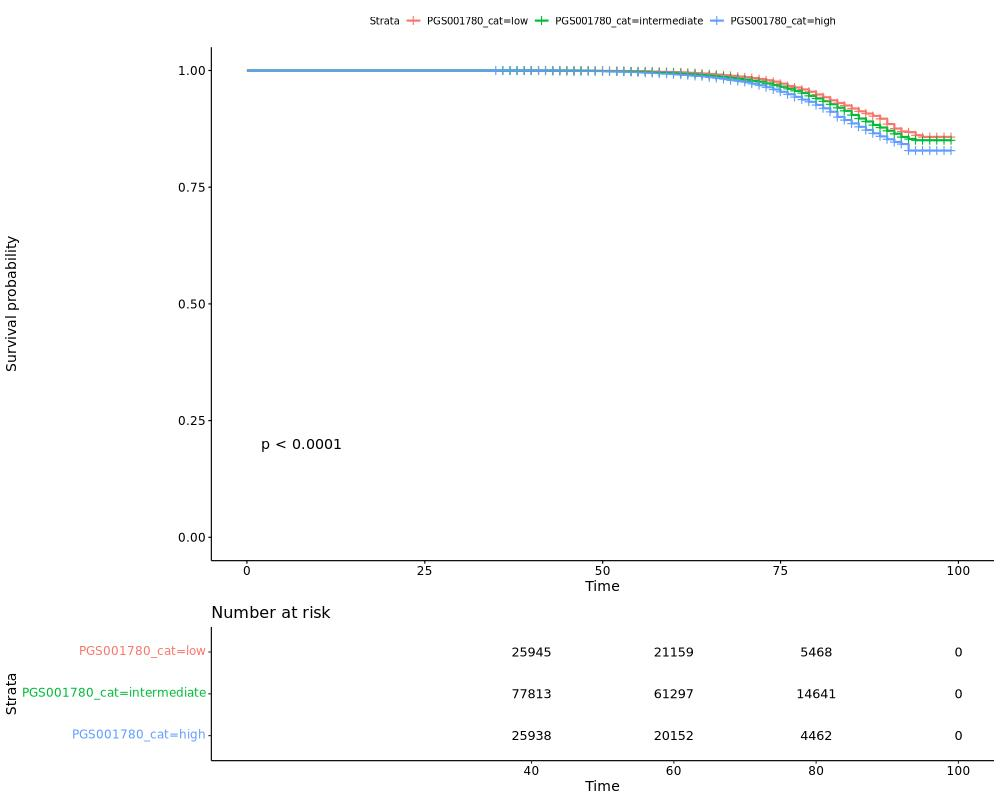 Strata PGS001780_cat=low PGS001780_cat=intermediate PGS001780_cat=high
Survival probability
1.00
0.75
0.50
0.25
0.00
p < 0.0001
0 25 50 75 100
Time
Number at risk
Strata
PGS001780_cat=low 25945 21159 5468 0
PGS001780_cat=intermediate 77813 61297 14641 0
PGS001780_cat=high 25938 20152 4462 0
40 60 80 100
Time